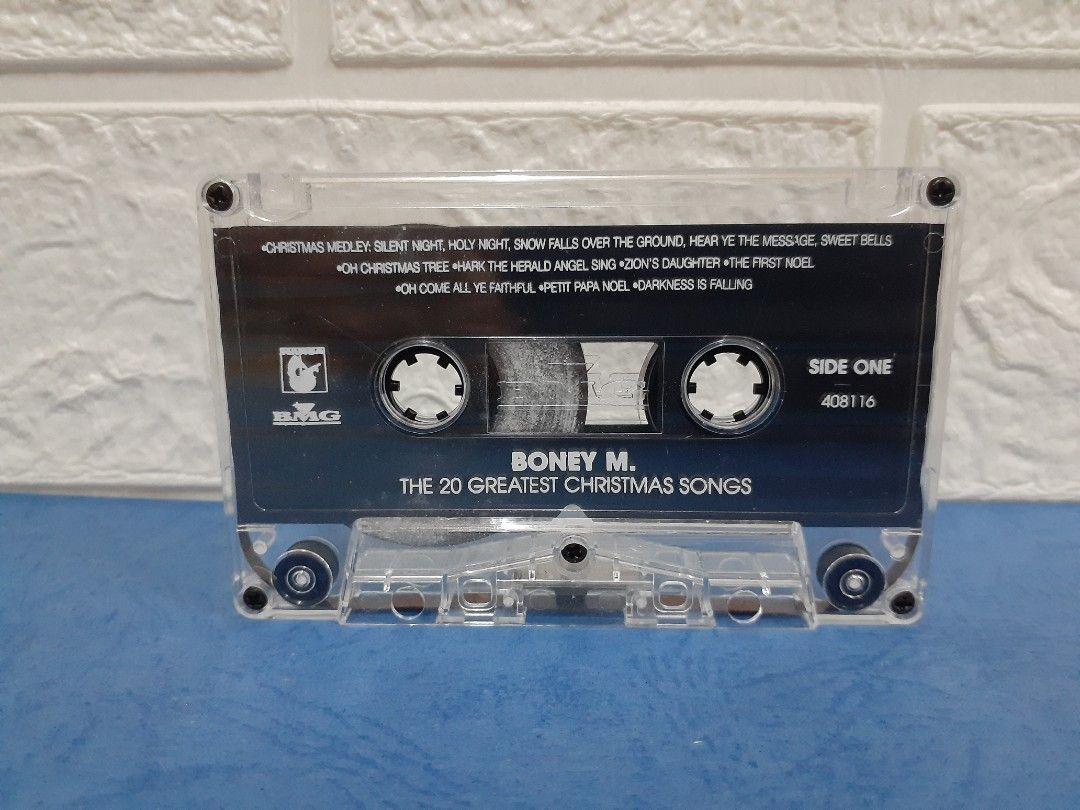 •CHRISTMAS MEDLEY: SILENT NIGHT, HOLY NIGHT, SNOW FALLS OVER THE GROUND, HEAR YE THE MESSAGE, SWEET BELLS
•OH CHRISTMAS TREE •HARK THE HERALD ANGEL SING •ZION'S DAUGHTER •THE FIRST NOEL
•OH COME ALL YE FAITHFUL •PETIT PAPA NOEL •DARKNESS IS FALLING
SIDE ONE
408116
BMG
BMG
BONEY M.
THE 20 GREATEST CHRISTMAS SONGS